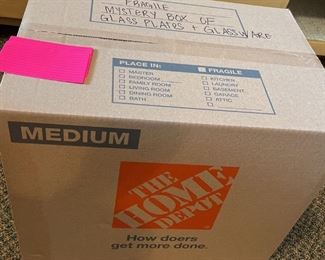 FRAGILE
MYSTERY BOX OF
GLASS PLATES + GLASSWARE
PLACE IN: FRAGILE
MASTER KITCHEN
BEDROOM LAUNDRY
FAMILY ROOM BASEMENT
LIVING ROOM GARAGE
DINING ROOM ATTIC
BATH
MEDIUM
THE
HOME
DEPOT
How doers
get more done.